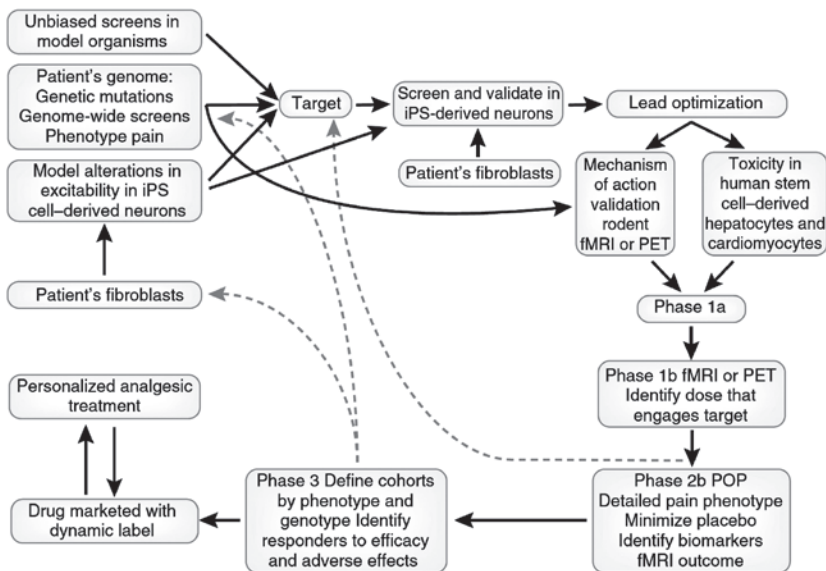 Unbiased screens in
model organisms
Patient's genome:
Genetic mutations
Genome-wide screens
Phenotype pain
Model alterations in
excitability in iPS
cell–derived neurons
Patient's fibroblasts
Target
Screen and validate in
iPS-derived neurons
Patient's fibroblasts
Lead optimization
Mechanism
of action
validation
rodent
fMRI or PET
Toxicity in
human stem
cell-derived
hepatocytes and
cardiomyocytes
Phase 1a
Phase 1b fMRI or PET
Identify dose that
engages target
Phase 2b POP
Detailed pain phenotype
Minimize placebo
Identify biomarkers
fMRI outcome
Phase 3 Define cohorts
by phenotype and
genotype Identify
responders to efficacy
and adverse effects
Drug marketed with
dynamic label
Personalized analgesic
treatment